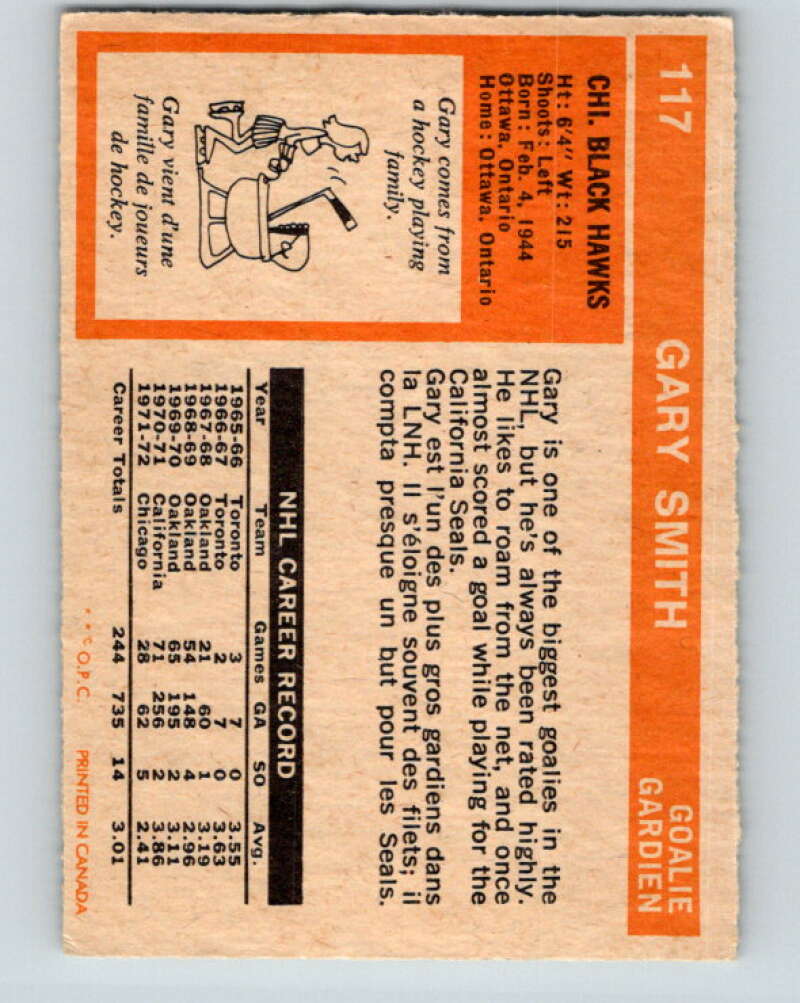 117 GARY SMITH GOALIE
GARDIEN
CHI. BLACK HAWKS
Ht: 6'4" Wt: 215
Shoots: Left
Born: Feb. 4, 1944
Ottawa, Ontario
Home: Ottawa, Ontario
Gary comes from
a hockey playing
family.
Gary vient d'une
famille de joueurs
de hockey.
Gary is one of the biggest goalies in the
NHL, but he's always been rated highly.
He likes to roam from the net, and once
almost scored a goal while playing for the
California Seals.
Gary est l'un des plus gros gardiens dans
la LNH. Il s'éloigne souvent des filets; il
compta presque un but pour les Seals.
NHL CAREER RECORD
Year Team Games GA SO Avg.
1965-66 Toronto 3 7 0 3.55
1966-67 Toronto 2 7 0 3.63
1967-68 Oakland 21 60 1 3.19
1968-69 Oakland 54 148 4 2.96
1969-70 Oakland 65 195 2 3.11
1970-71 California 71 256 2 3.86
1971-72 Chicago 28 62 5 2.41
Career Totals 244 735 14 3.01
* * © O.P.C. PRINTED IN CANADA